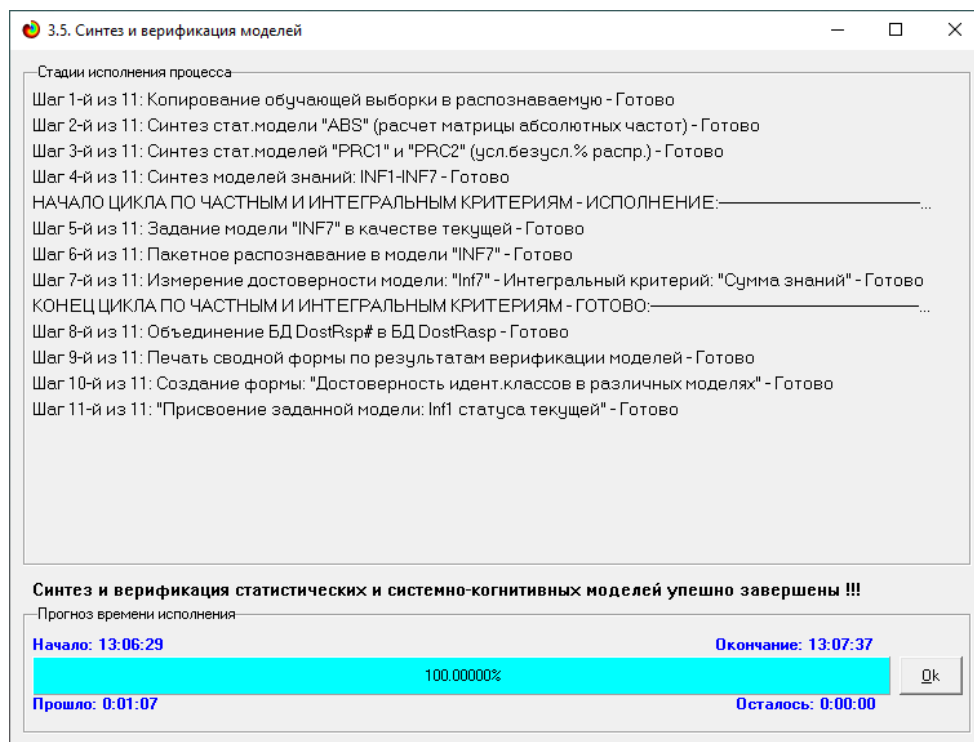 3.5. Синтез и верификация моделей
Стадии исполнения процесса
Шаг 1-й из 11: Копирование обучающей выборки в распознаваемую - Готово
Шаг 2-й из 11: Синтез стат.модели "ABS" (расчет матрицы абсолютных частот) - Готово
Шаг 3-й из 11: Синтез стат.моделей "PRC1" и "PRC2" (усл.безусл.% распр.) - Готово
Шаг 4-й из 11: Синтез моделей знаний: INF1-INF7 - Готово
НАЧАЛО ЦИКЛА ПО ЧАСТНЫМ И ИНТЕГРАЛЬНЫМ КРИТЕРИЯМ - ИСПОЛНЕНИЕ:————————...
Шаг 5-й из 11: Задание модели "INF7" в качестве текущей - Готово
Шаг 6-й из 11: Пакетное распознавание в модели "INF7" - Готово
Шаг 7-й из 11: Измерение достоверности модели: "Inf7" - Интегральный критерий: "Сумма знаний" - Готово
КОНЕЦ ЦИКЛА ПО ЧАСТНЫМ И ИНТЕГРАЛЬНЫМ КРИТЕРИЯМ - ГОТОВО:————————...
Шаг 8-й из 11: Объединение БД DostRsp# в БД DostRasp - Готово
Шаг 9-й из 11: Печать сводной формы по результатам верификации моделей - Готово
Шаг 10-й из 11: Создание формы: "Достоверность идент.классов в различных моделях" - Готово
Шаг 11-й из 11: "Присвоение заданной модели: Inf1 статуса текущей" - Готово
Синтез и верификация статистических и системно-когнитивных моделей упешно завершены !!!
Прогноз времени исполнения
Начало: 13:06:29 Окончание: 13:07:37
100.00000% Ok
Прошло: 0:01:07 Осталось: 0:00:00